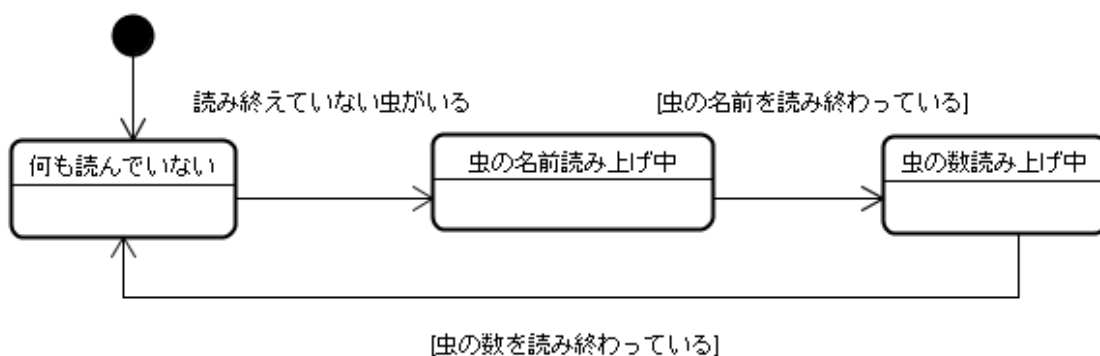 読み終えていない虫がいる
[虫の名前を読み終わっている]
何も読んでいない
虫の名前読み上げ中
虫の数読み上げ中
[虫の数を読み終わっている]